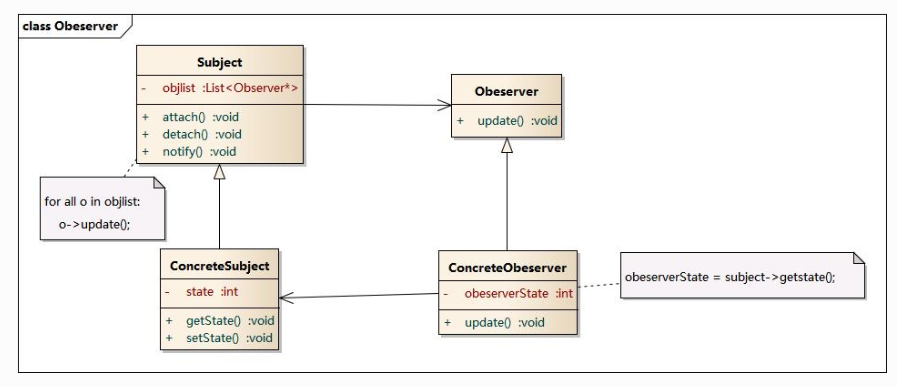 class Obeserver
Subject
- objlist :List<Observer*>
+ attach() :void
+ detach() :void
+ notify() :void
Obeserver
+ update() :void
for all o in objlist:
o->update();
ConcreteSubject
- state :int
+ getState() :void
+ setState() :void
ConcreteObeserver
- obeserverState :int
+ update() :void
obeserverState = subject->getstate();